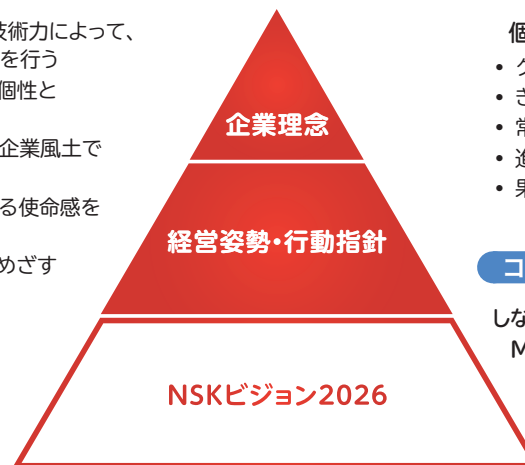 技術力によって、
を行う
個性と
企業風土で
る使命感を
めざす
企業理念
経営姿勢・行動指針
NSKビジョン2026
個
•
•
• 常
• 進
• 果
コ
しな
M